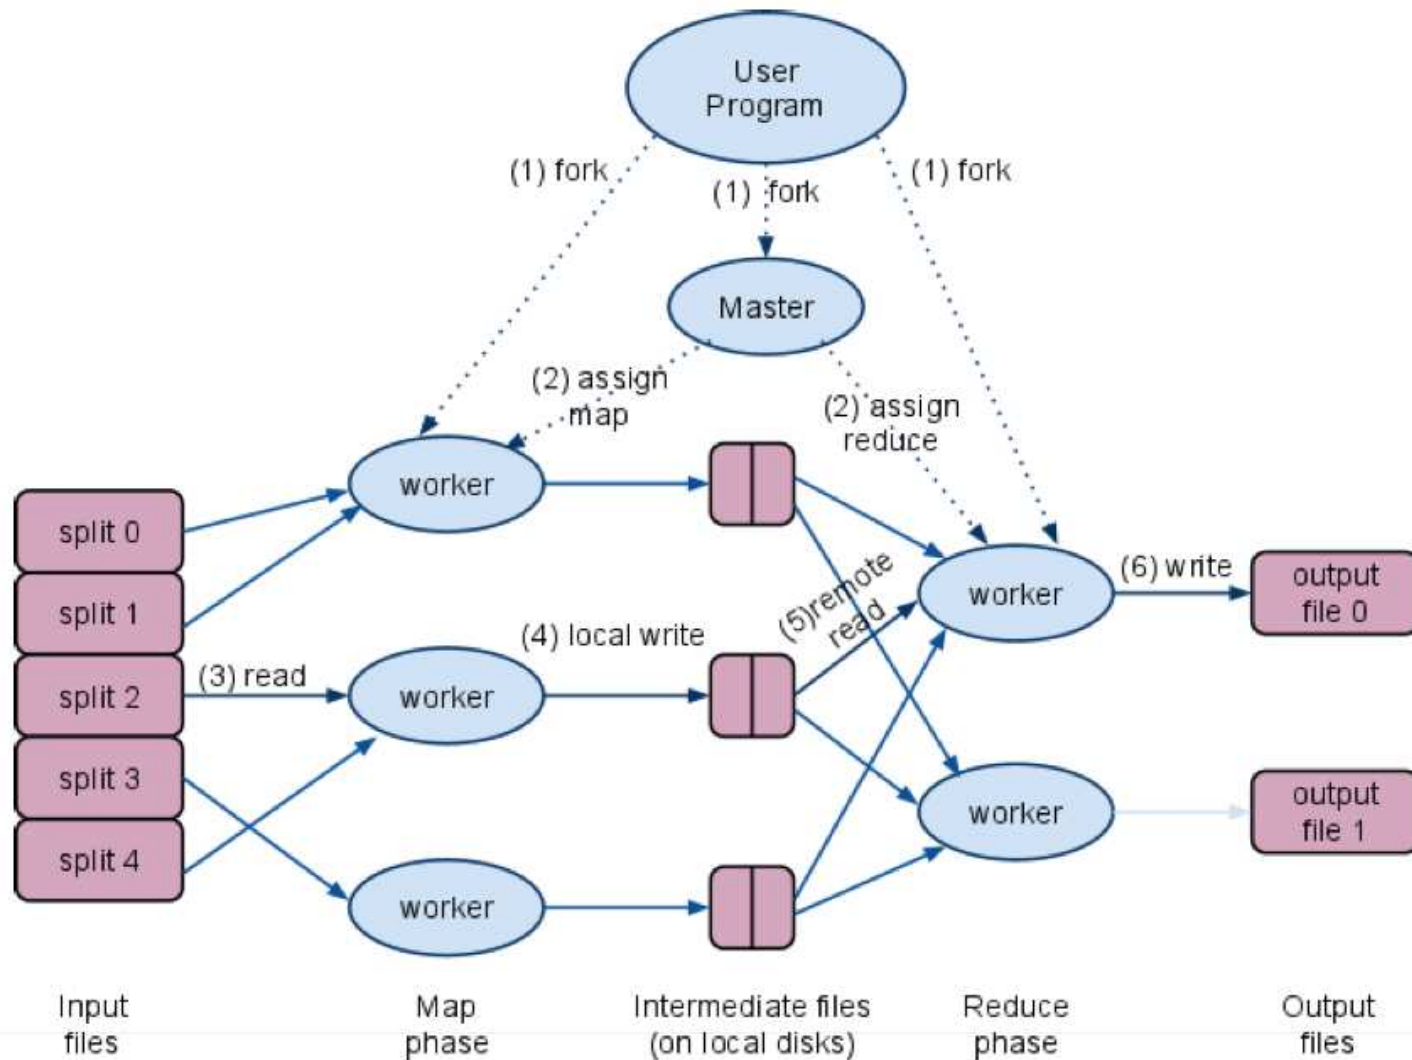 User
Program
(1) fork
(1) fork
(1) fork
Master
(2) assign
map
(2) assign
reduce
worker
split 0
split 1
split 2
split 3
split 4
(3) read
worker
(4) local write
(5)remote
read
worker
(6) write
output
file 0
worker
output
file 1
worker
Input
files
Map
phase
Intermediate files
(on local disks)
Reduce
phase
Output
files